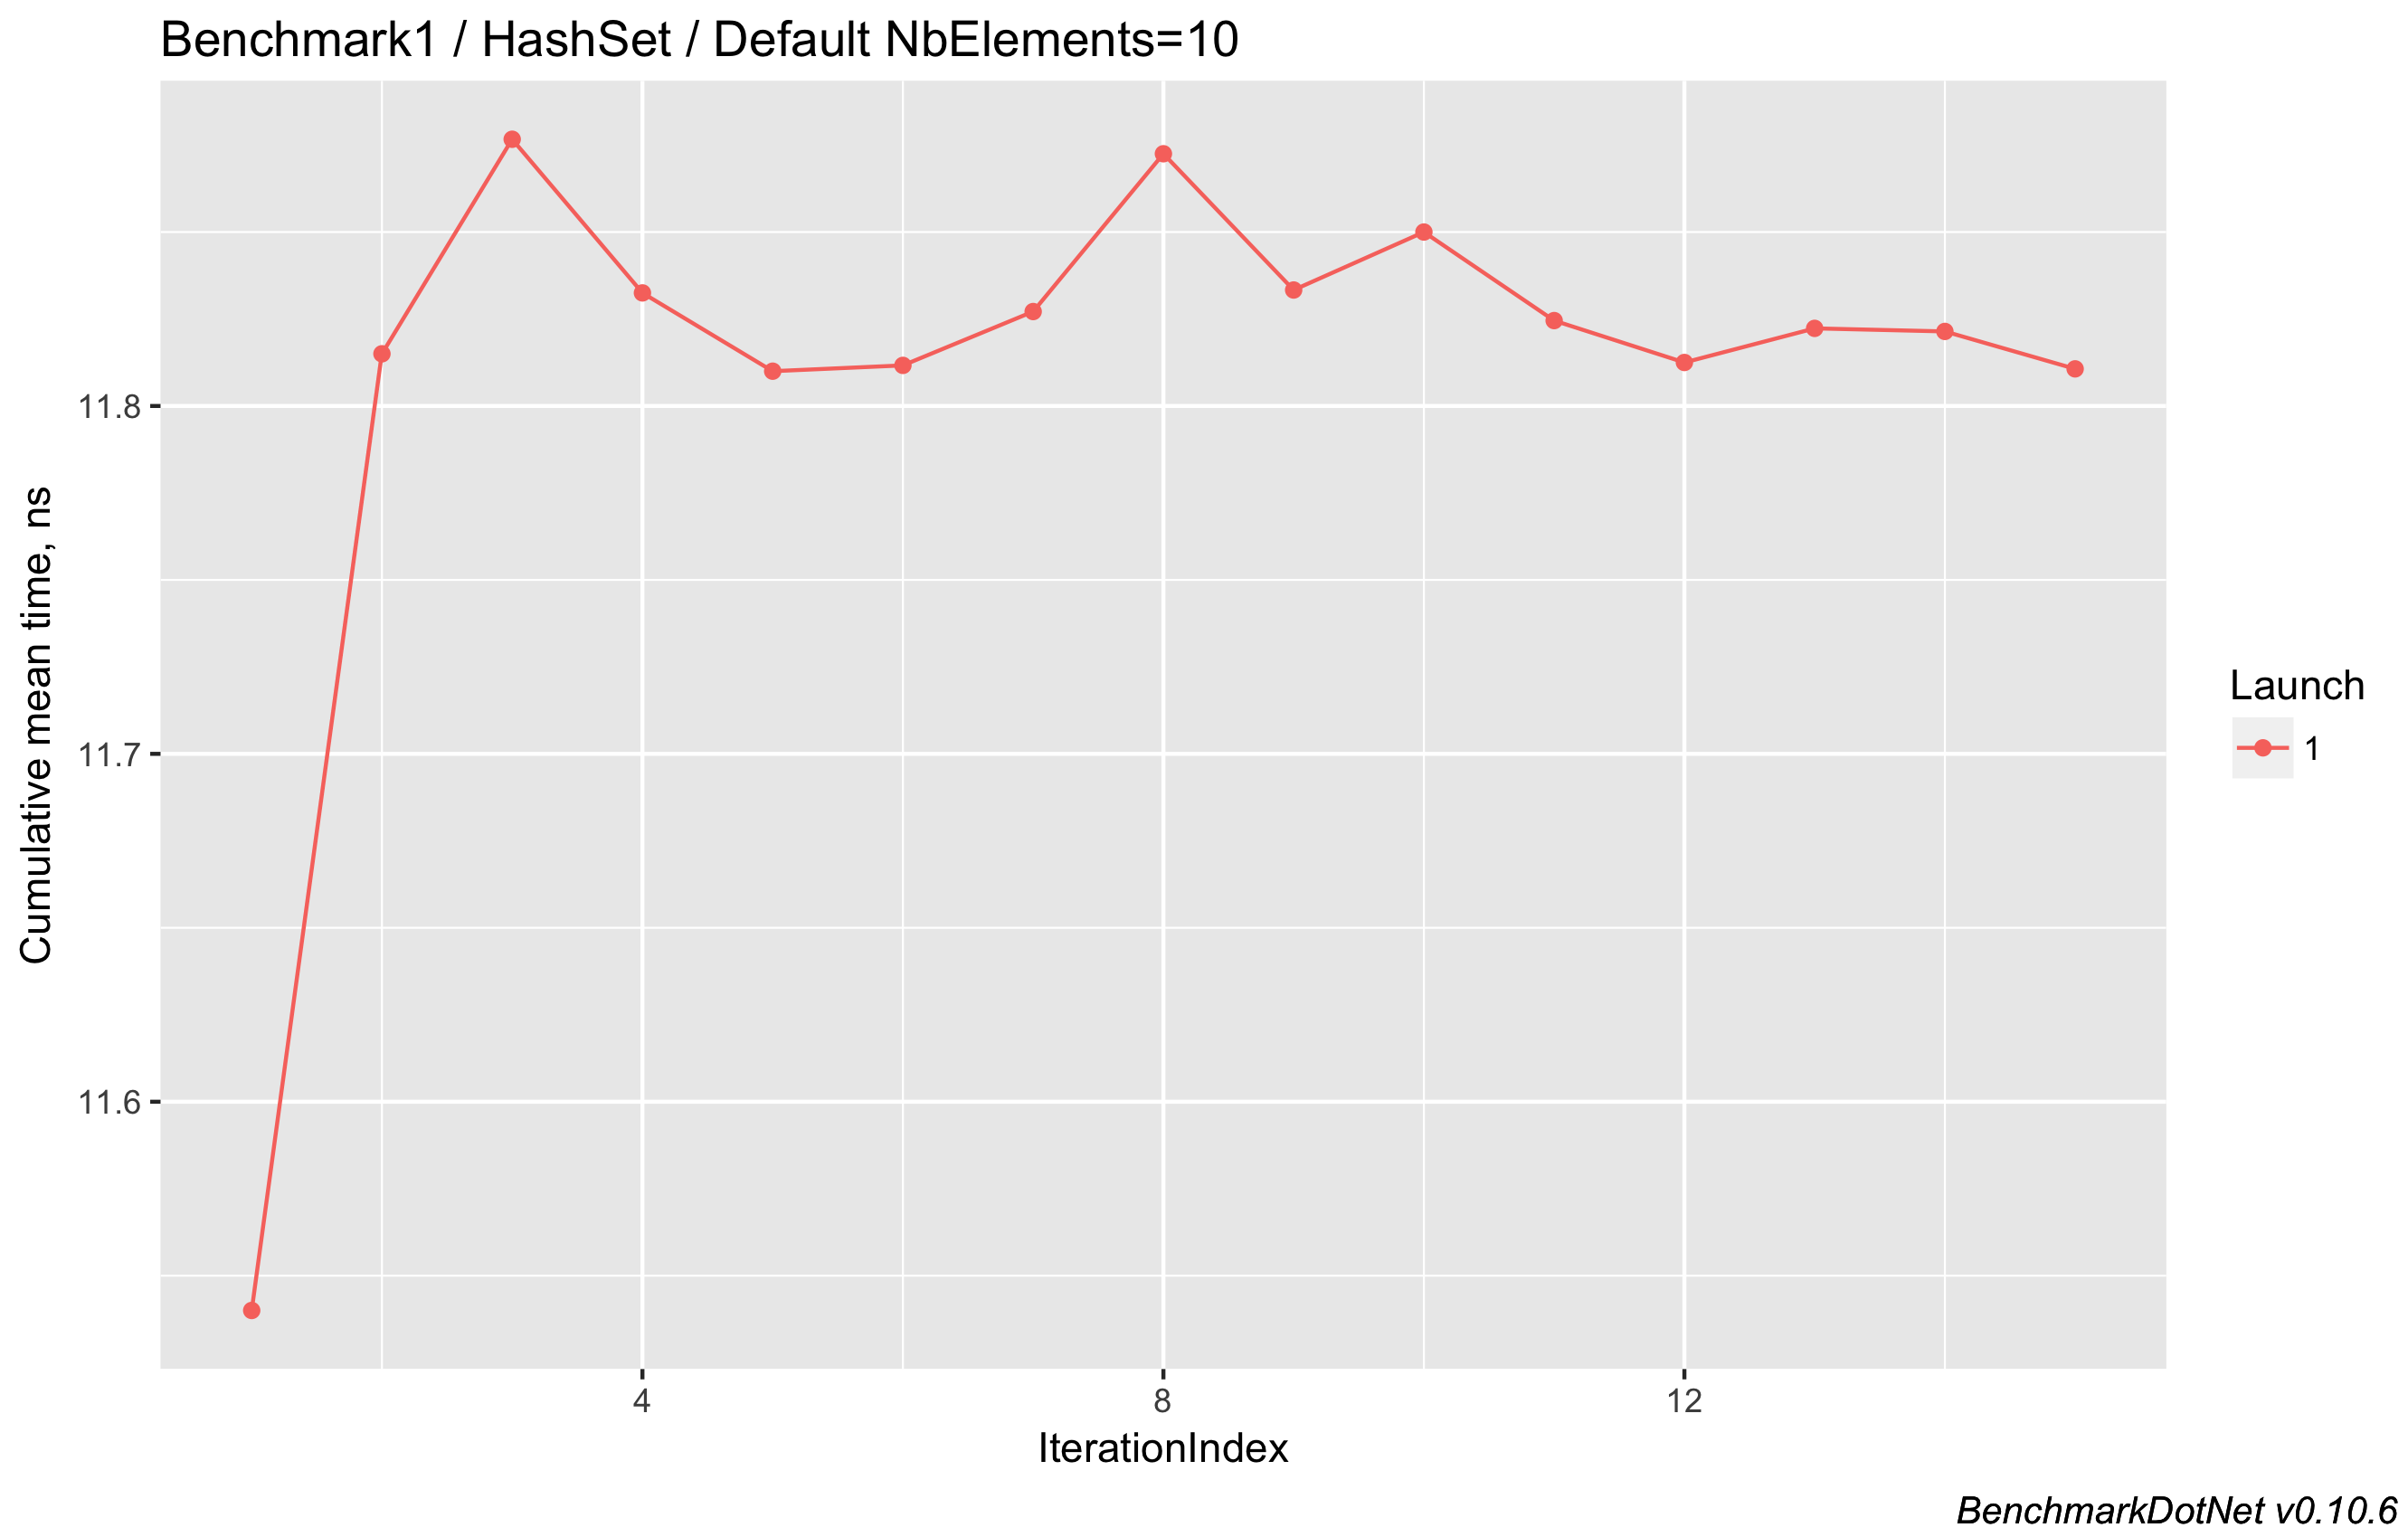 Benchmark1 / HashSet / Default NbElements=10
Cumulative mean time, ns
11.8
11.7
11.6
4 8 12
IterationIndex
Launch
1
BenchmarkDotNet v0.10.6